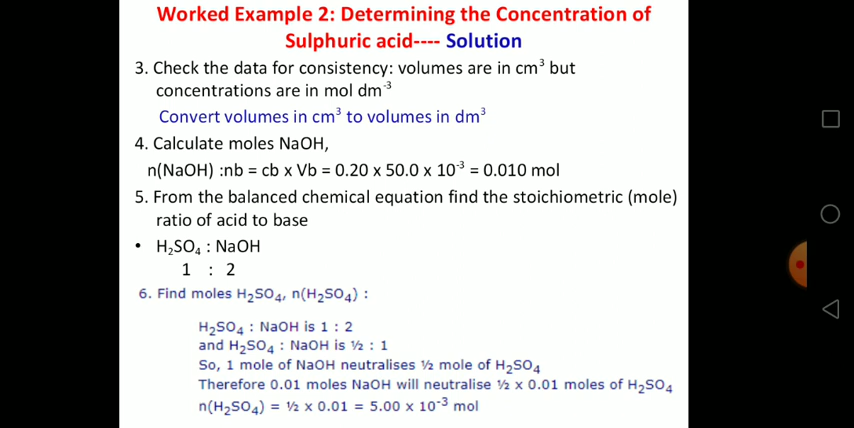 Worked Example 2: Determining the Concentration of
Sulphuric acid---- Solution
3. Check the data for consistency: volumes are in cm³ but
concentrations are in mol dm⁻³
Convert volumes in cm³ to volumes in dm³
4. Calculate moles NaOH,
n(NaOH) :nb = cb x Vb = 0.20 x 50.0 x 10⁻³ = 0.010 mol
5. From the balanced chemical equation find the stoichiometric (mole)
ratio of acid to base
• H₂SO₄ : NaOH
1 : 2
6. Find moles H₂SO₄, n(H₂SO₄) :
H₂SO₄ : NaOH is 1 : 2
and H₂SO₄ : NaOH is ½ : 1
So, 1 mole of NaOH neutralises ½ mole of H₂SO₄
Therefore 0.01 moles NaOH will neutralise ½ x 0.01 moles of H₂SO₄
n(H₂SO₄) = ½ x 0.01 = 5.00 x 10⁻³ mol